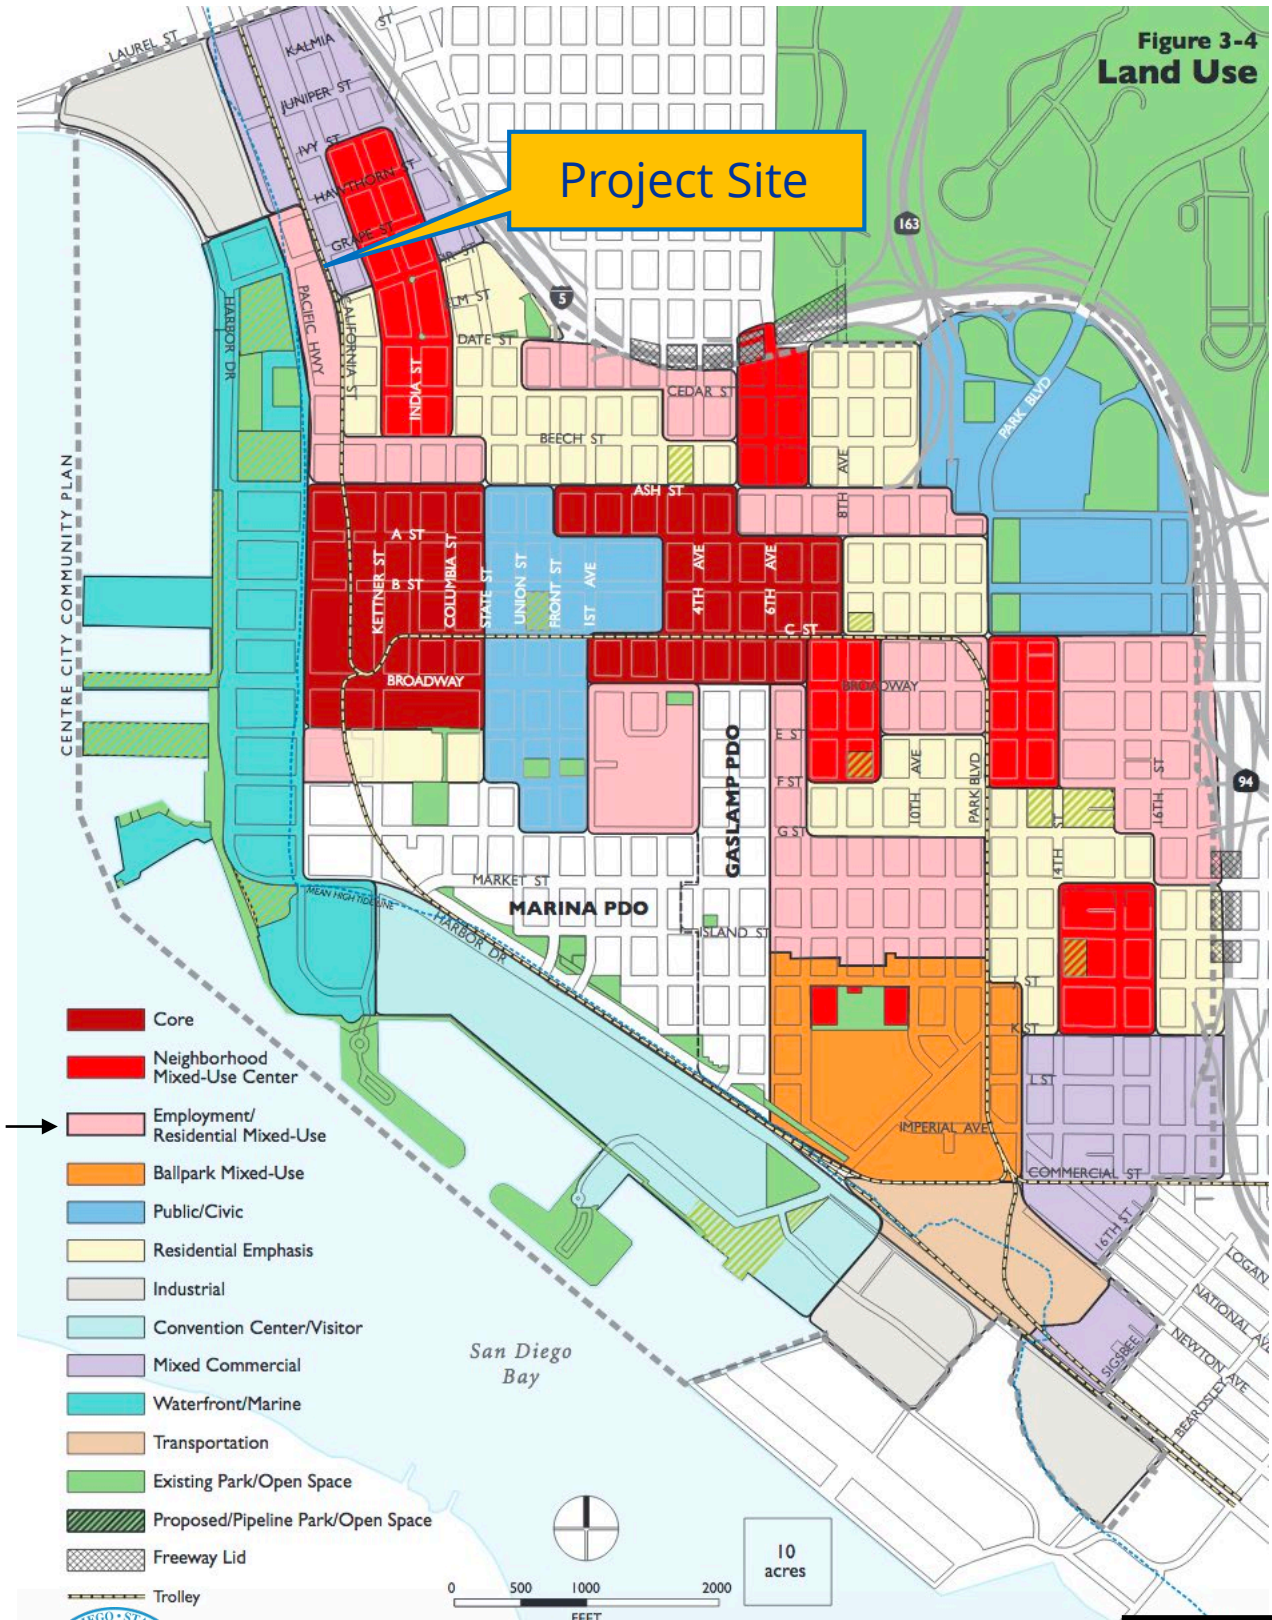 Figure 3-4
Land Use
Project Site
LAUREL ST
KALMIA
ST
JUNIPER ST
IVY ST
HAWTHORN ST
GRAPE ST
ELM ST
DATE ST
CEDAR ST
BEECH ST
ASH ST
A ST
B ST
C ST
BROADWAY
BROADWAY
E ST
F ST
G ST
MARKET ST
ISLAND ST
K ST
L ST
IMPERIAL AVE
COMMERCIAL ST
HARBOR DR
PACIFIC HWY
CALIFORNIA ST
INDIA ST
KETTNER ST
COLUMBIA ST
STATE ST
UNION ST
FRONT ST
1ST AVE
4TH AVE
6TH AVE
8TH AVE
10TH AVE
PARK BLVD
PARK BLVD
14TH ST
16TH ST
16TH ST
163
5
94
CENTRE CITY COMMUNITY PLAN
GASLAMP PDO
MARINA PDO
MEAN HIGH TIDE LINE
HARBOR DR
SIGSBEE
LOGAN
NATIONAL AVE
NEWTON AVE
BEARDSLEY
San Diego
Bay
Core
Neighborhood
Mixed-Use Center
Employment/
Residential Mixed-Use
Ballpark Mixed-Use
Public/Civic
Residential Emphasis
Industrial
Convention Center/Visitor
Mixed Commercial
Waterfront/Marine
Transportation
Existing Park/Open Space
Proposed/Pipeline Park/Open Space
Freeway Lid
Trolley
10
acres
0 500 1000 2000
FEET